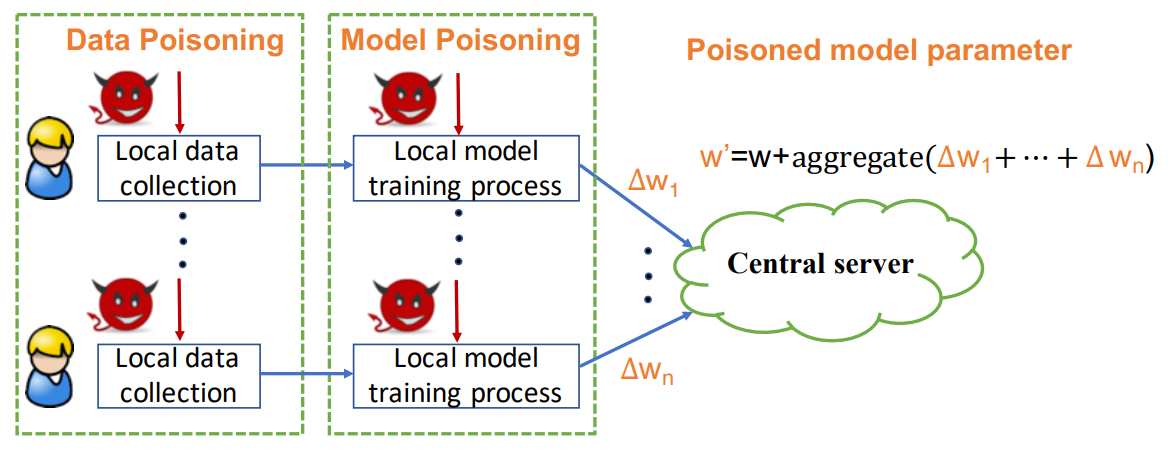 Data Poisoning
Model Poisoning
Poisoned model parameter
Local data
collection
Local model
training process
Δw₁
w’=w+aggregate(Δw₁+ ⋯ + Δ wₙ)
Central server
Local data
collection
Local model
training process
Δwₙ